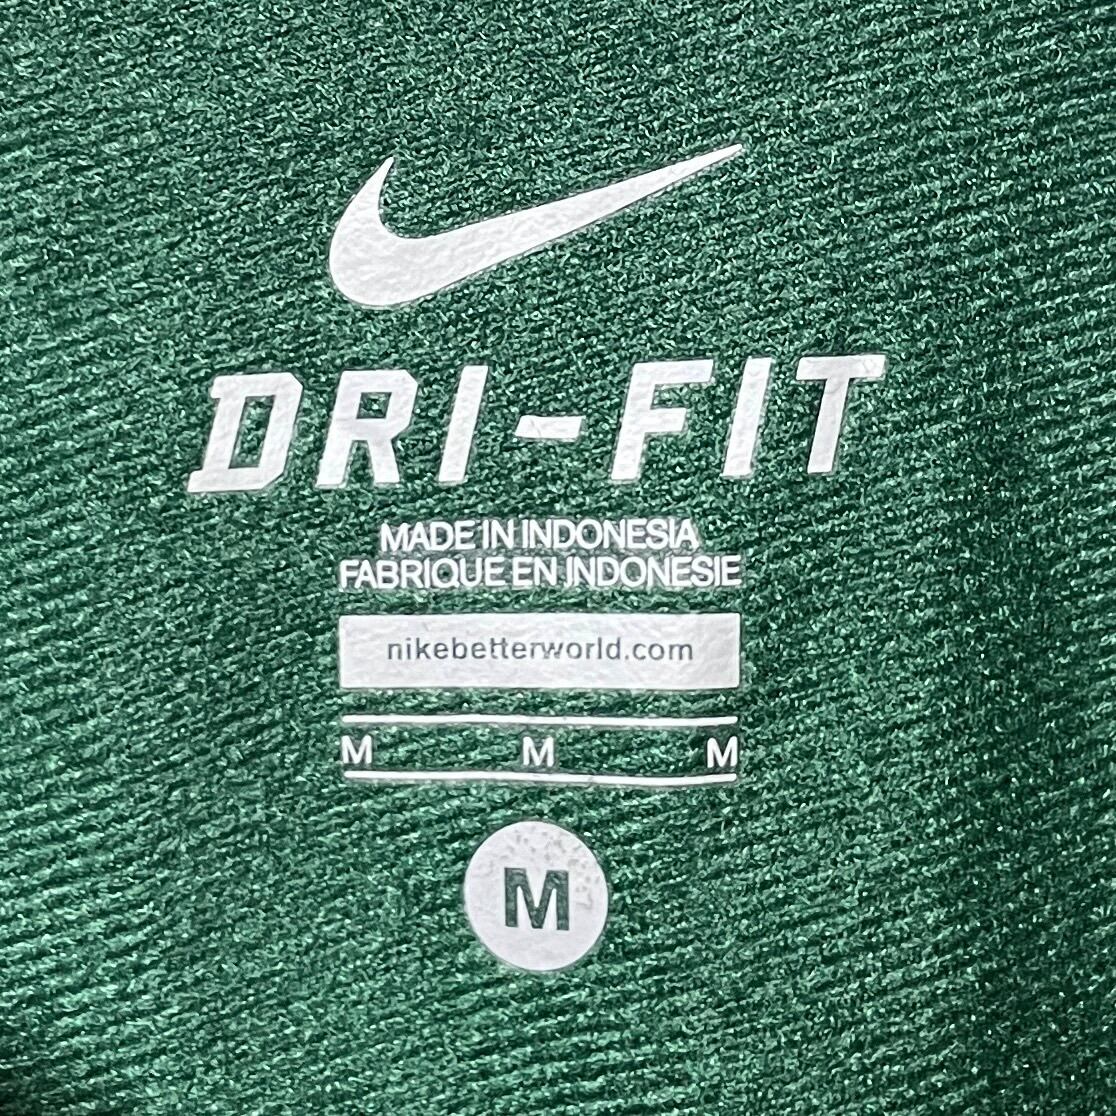 DRI-FIT
MADE IN INDONESIA
FABRIQUE EN INDONESIE
nikebetterworld.com
M M M
M